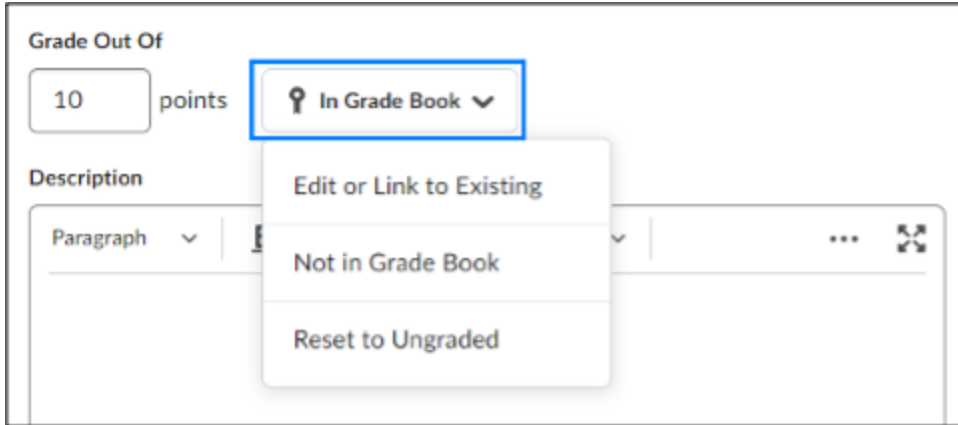 Grade Out Of
10 points In Grade Book
Description
Edit or Link to Existing
Paragraph
Not in Grade Book
Reset to Ungraded